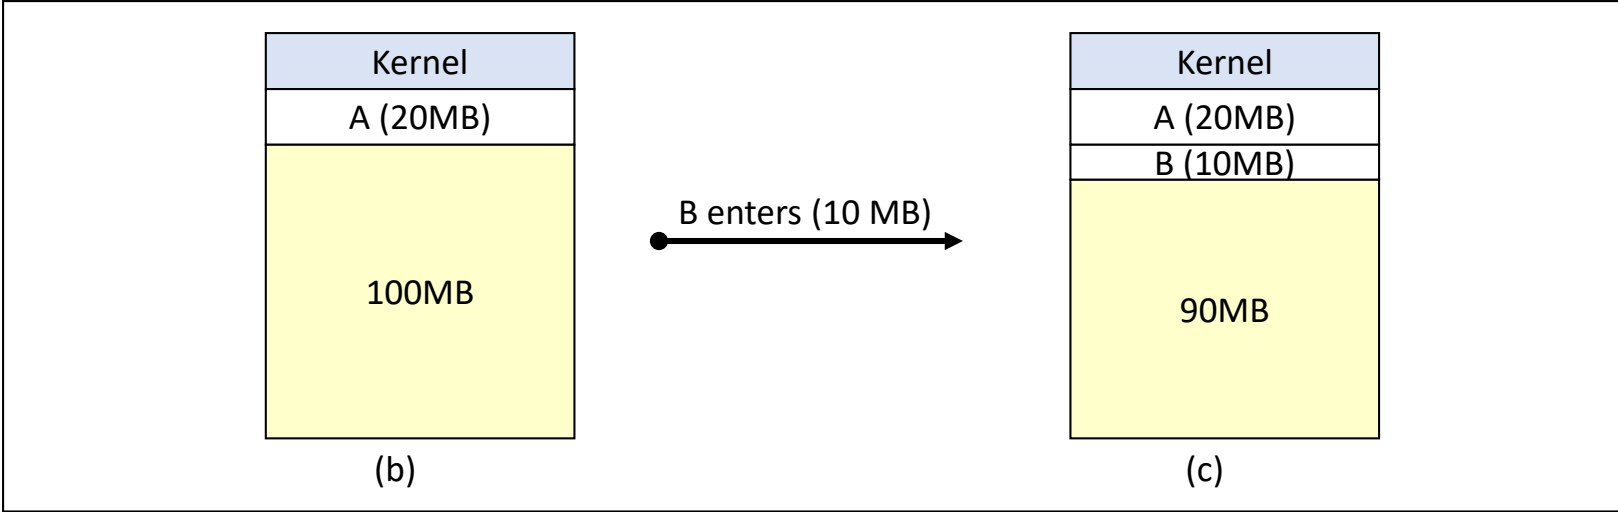 Kernel
A (20MB)
100MB
(b)
B enters (10 MB)
Kernel
A (20MB)
B (10MB)
90MB
(c)